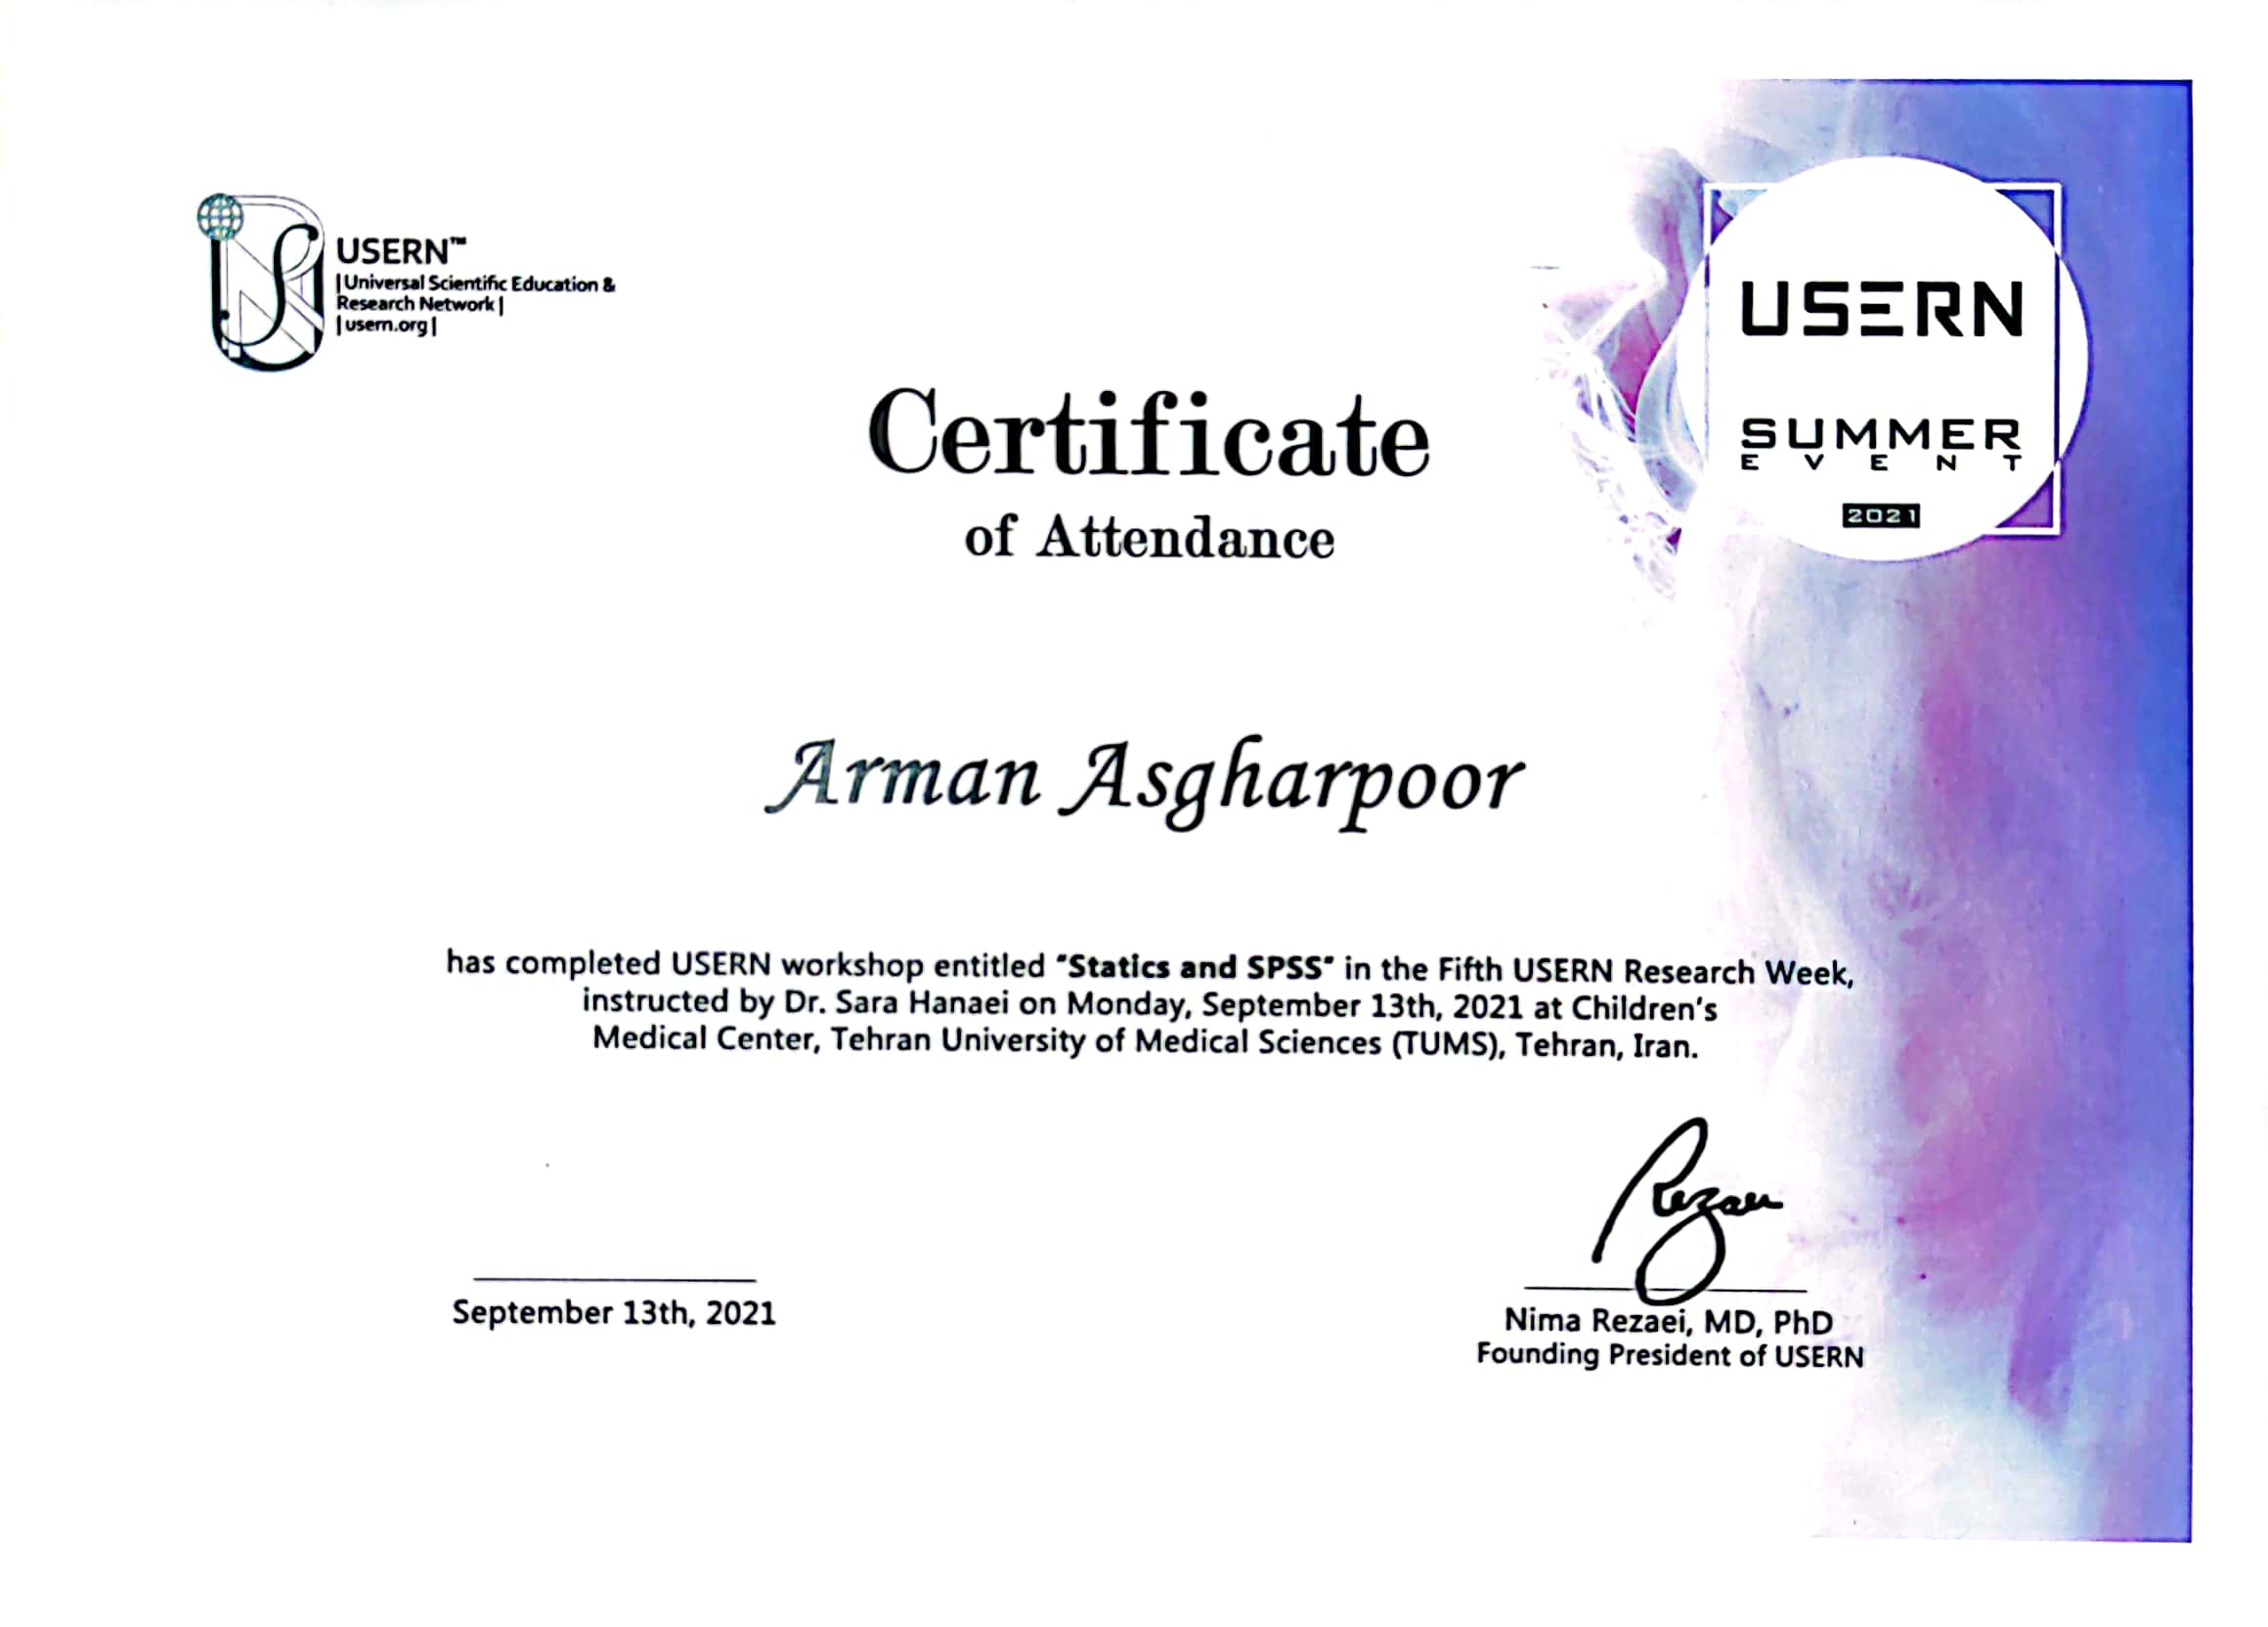 USERN™
|Universal Scientific Education &
Research Network|
|usern.org|
USERN
SUMMER
EVENT
2021
Certificate
of Attendance
Arman Asgharpoor
has completed USERN workshop entitled "Statics and SPSS" in the Fifth USERN Research Week,
instructed by Dr. Sara Hanaei on Monday, September 13th, 2021 at Children's
Medical Center, Tehran University of Medical Sciences (TUMS), Tehran, Iran.
September 13th, 2021
Rezaei
Nima Rezaei, MD, PhD
Founding President of USERN